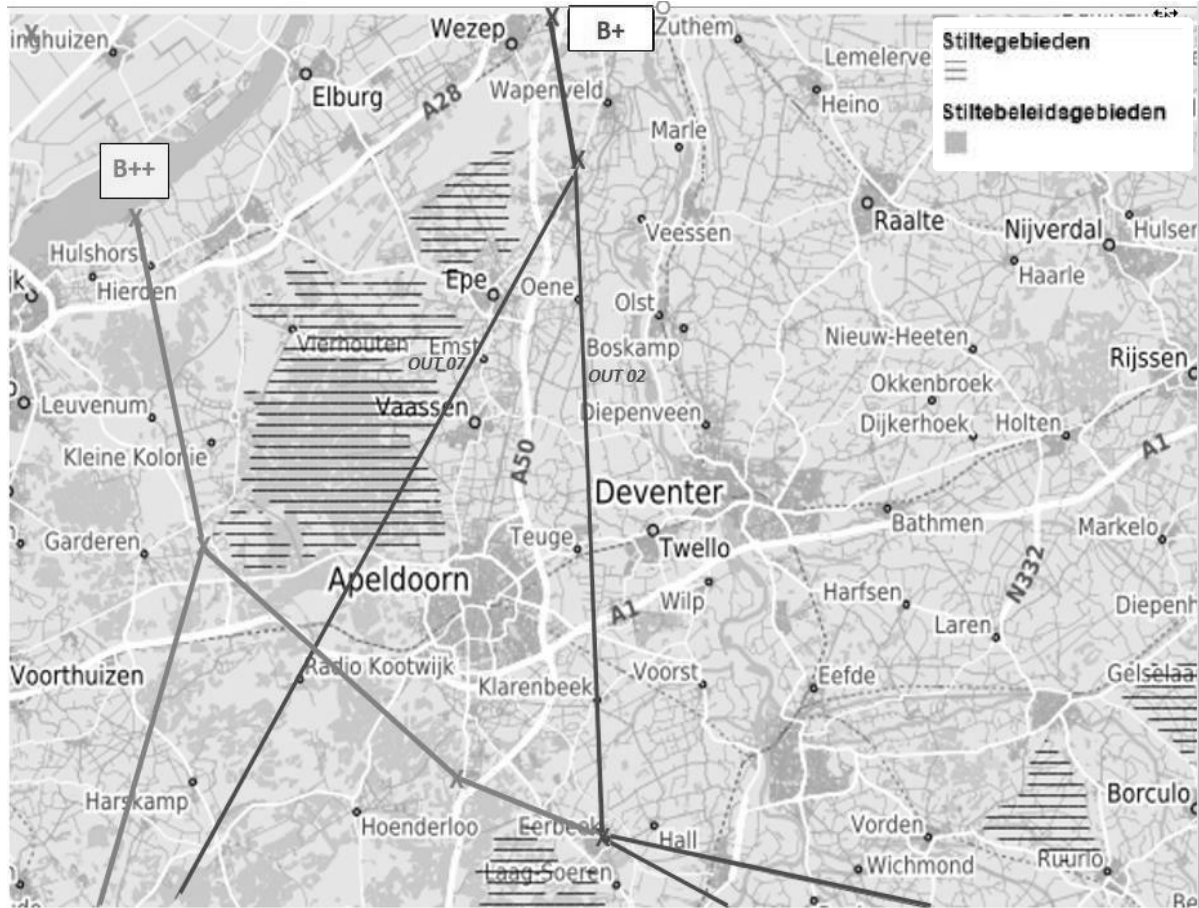 inghuizen
Wezep
B+
Zuthem
Stiltegebieden
Stiltebeleidsgebieden
Lemelerve
Elburg
A28
Wapenveld
Heino
Marle
B++
Raalte
Nijverdal
Hulser
Veessen
Haarle
Hulshors
Hierden
jk
Epe
Oene
Olst
Vierhouten
Emst
OUT 07
Boskamp
OUT 02
Nieuw-Heeten
Rijssen
Okkenbroek
Leuvenum
Vaassen
Diepenveen
Dijkerhoek
Holten
A1
Kleine Kolonie
A50
Deventer
Bathmen
Markelo
Garderen
Teuge
Twello
Apeldoorn
N332
Wilp
A1
Harfsen
Diepenh
Laren
Voorthuizen
Radio Kootwijk
Klarenbeek
Voorst
Eefde
Gelselaa
Harskamp
Hoenderloo
Eerbeek
Hall
Vorden
Borculo
Laag-Soeren
Wichmond
Ruurlo
de
Be